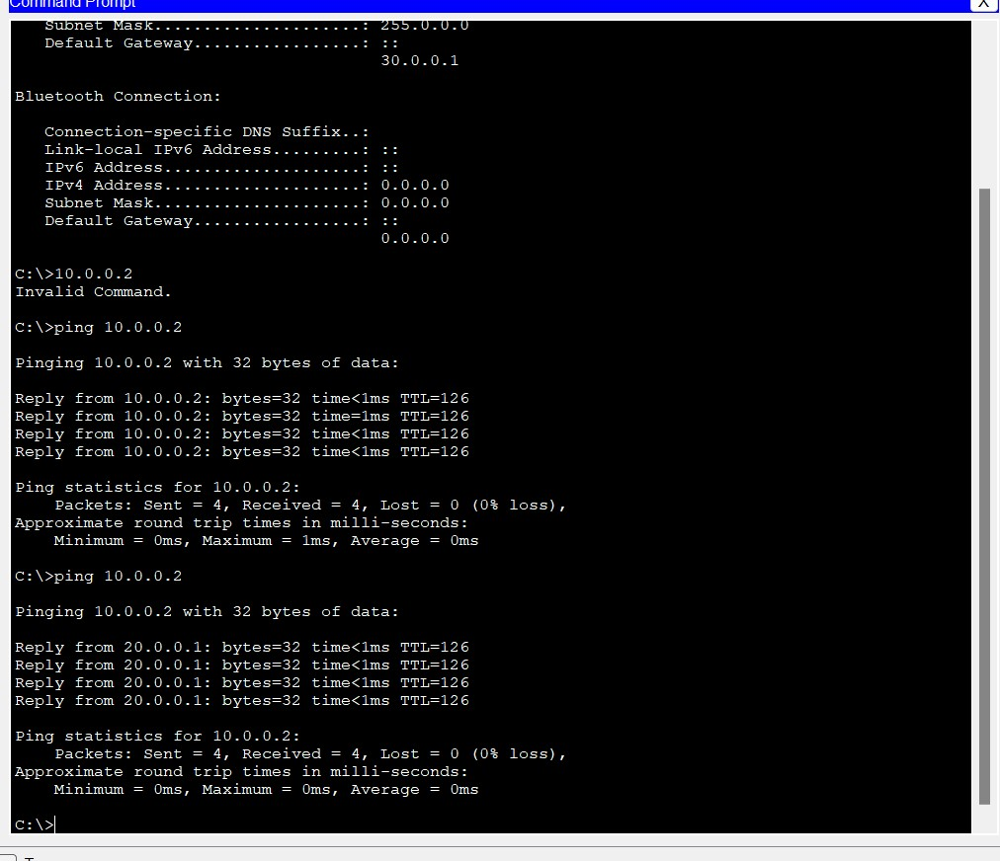 Command Prompt
X
Subnet Mask.....................: 255.0.0.0
Default Gateway.................: ::
30.0.0.1
Bluetooth Connection:
Connection-specific DNS Suffix..:
Link-local IPv6 Address.........: ::
IPv6 Address....................: ::
IPv4 Address....................: 0.0.0.0
Subnet Mask.....................: 0.0.0.0
Default Gateway.................: ::
0.0.0.0
C:\>10.0.0.2
Invalid Command.
C:\>ping 10.0.0.2
Pinging 10.0.0.2 with 32 bytes of data:
Reply from 10.0.0.2: bytes=32 time<1ms TTL=126
Reply from 10.0.0.2: bytes=32 time=1ms TTL=126
Reply from 10.0.0.2: bytes=32 time<1ms TTL=126
Reply from 10.0.0.2: bytes=32 time<1ms TTL=126
Ping statistics for 10.0.0.2:
Packets: Sent = 4, Received = 4, Lost = 0 (0% loss),
Approximate round trip times in milli-seconds:
Minimum = 0ms, Maximum = 1ms, Average = 0ms
C:\>ping 10.0.0.2
Pinging 10.0.0.2 with 32 bytes of data:
Reply from 20.0.0.1: bytes=32 time<1ms TTL=126
Reply from 20.0.0.1: bytes=32 time<1ms TTL=126
Reply from 20.0.0.1: bytes=32 time<1ms TTL=126
Reply from 20.0.0.1: bytes=32 time<1ms TTL=126
Ping statistics for 10.0.0.2:
Packets: Sent = 4, Received = 4, Lost = 0 (0% loss),
Approximate round trip times in milli-seconds:
Minimum = 0ms, Maximum = 0ms, Average = 0ms
C:\>